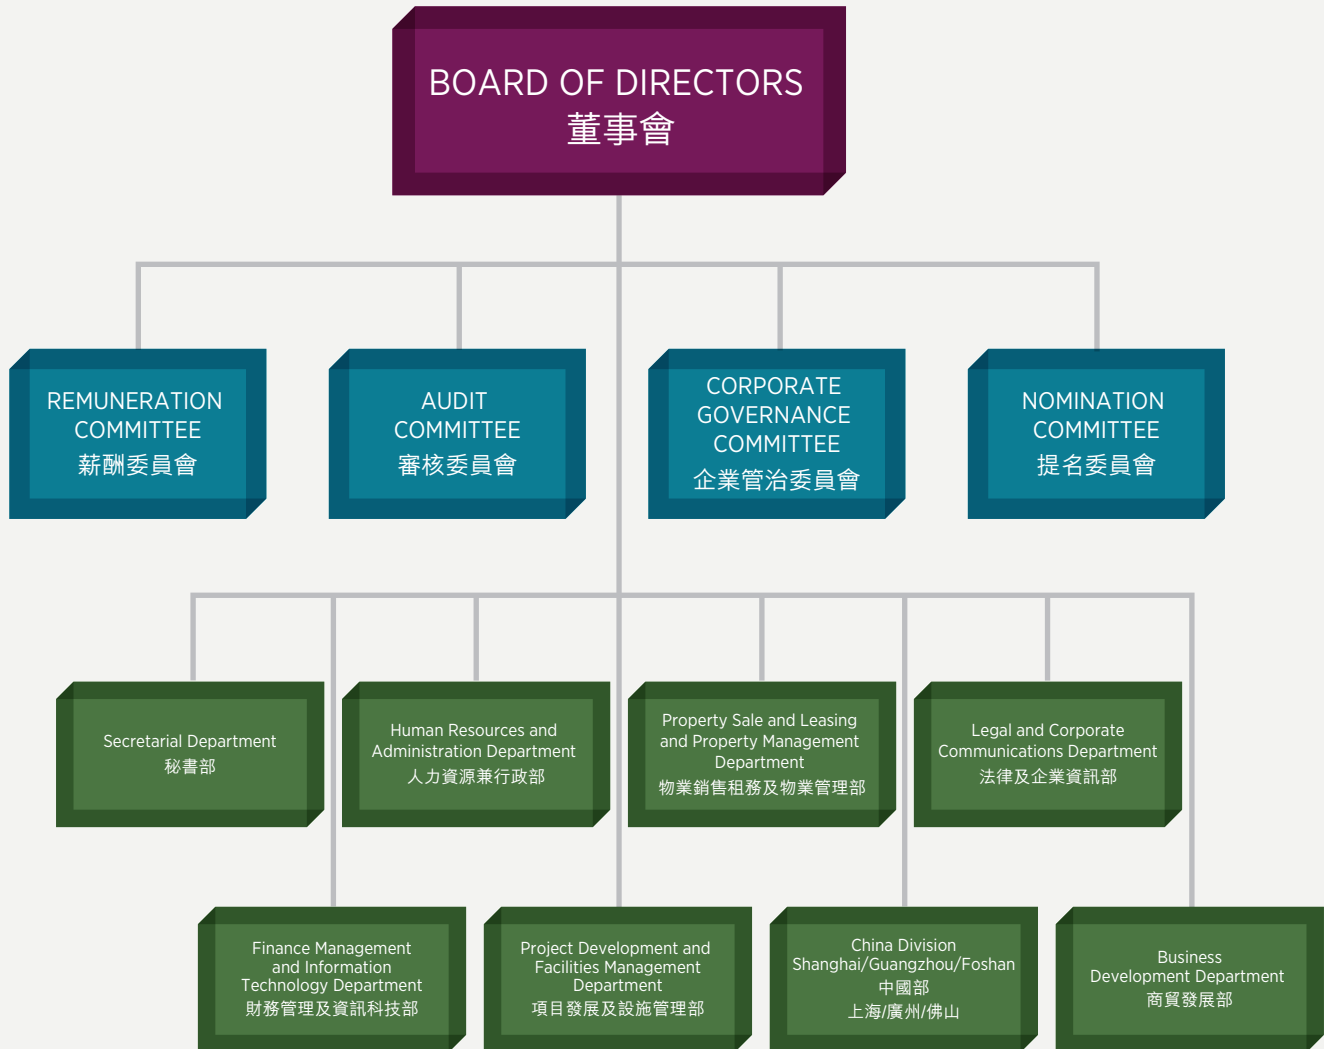 BOARD OF DIRECTORS
董事會
REMUNERATION
COMMITTEE
薪酬委員會
AUDIT
COMMITTEE
審核委員會
CORPORATE
GOVERNANCE
COMMITTEE
企業管治委員會
NOMINATION
COMMITTEE
提名委員會
Secretarial Department
秘書部
Human Resources and
Administration Department
人力資源兼行政部
Property Sale and Leasing
and Property Management
Department
物業銷售租務及物業管理部
Legal and Corporate
Communications Department
法律及企業資訊部
Finance Management
and Information
Technology Department
財務管理及資訊科技部
Project Development and
Facilities Management
Department
項目發展及設施管理部
China Division
Shanghai/Guangzhou/Foshan
中國部
上海/廣州/佛山
Business
Development Department
商貿發展部